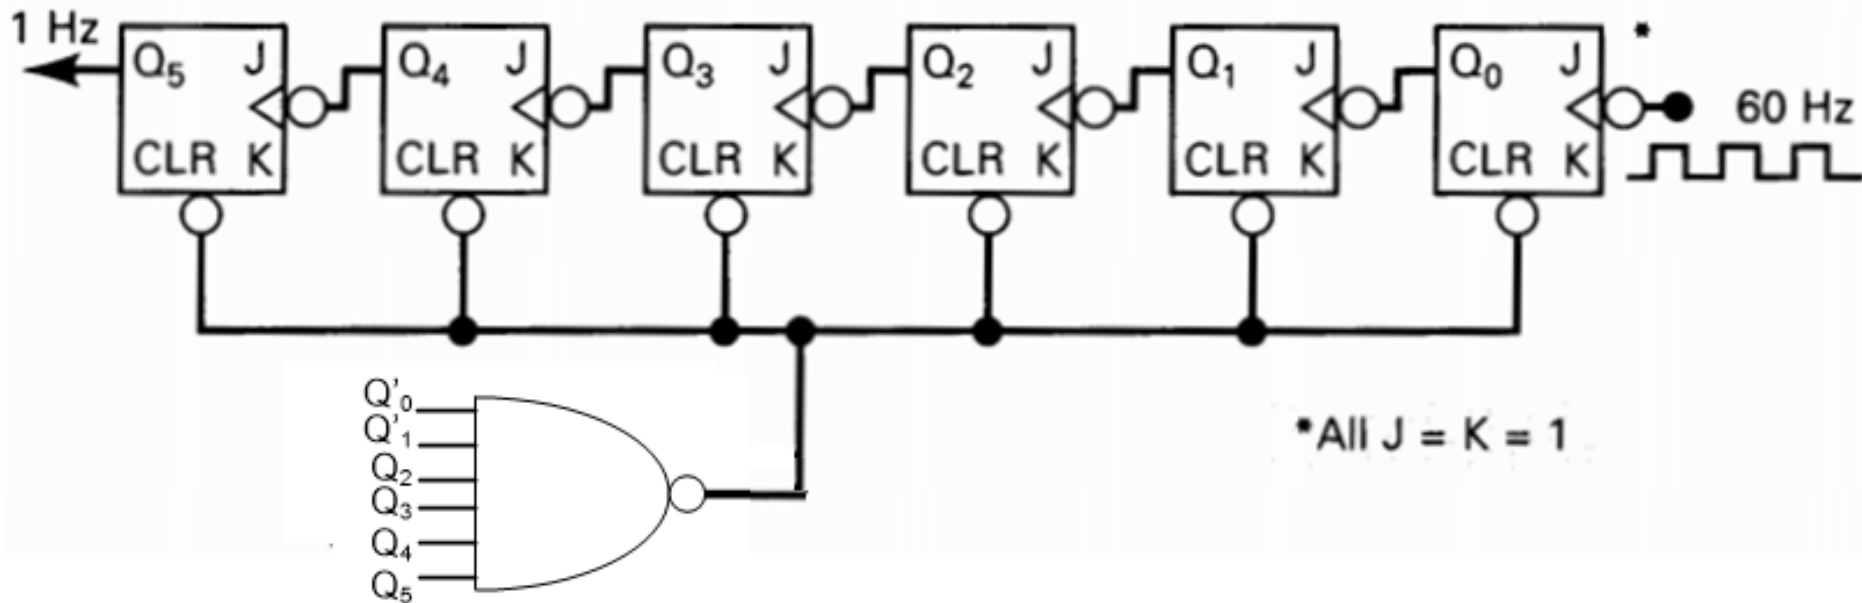 1 Hz
Q₅ J
CLR K
Q₄ J
CLR K
Q₃ J
CLR K
Q₂ J
CLR K
Q₁ J
CLR K
Q₀ J
CLR K
*
60 Hz
Q'₀
Q'₁
Q₂
Q₃
Q₄
Q₅
*All J = K = 1